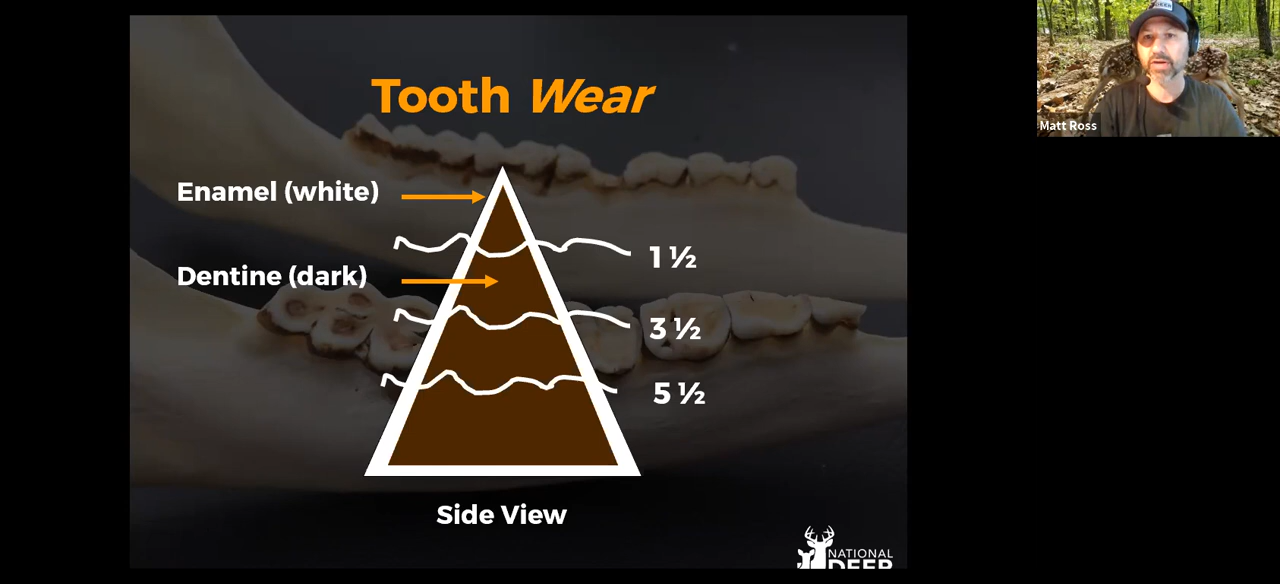 Tooth Wear
Enamel (white)
1 ½
Dentine (dark)
3 ½
5 ½
Side View
NATIONAL
DEER
Matt Ross